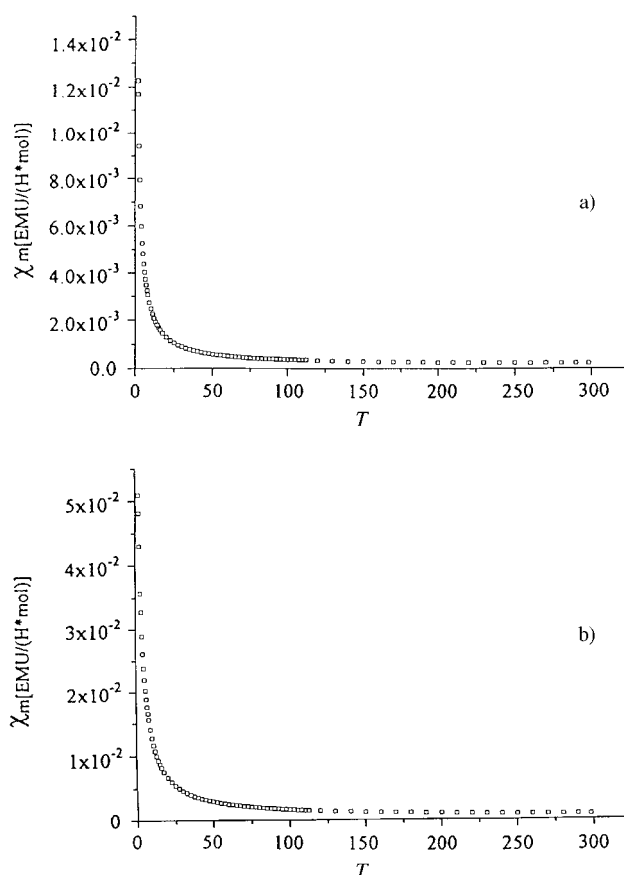 1.4x10⁻²
1.2x10⁻²
1.0x10⁻²
8.0x10⁻³
6.0x10⁻³
4.0x10⁻³
2.0x10⁻³
0.0
χm[EMU/(H*mol)]
a)
0 50 100 150 200 250 300
T
5x10⁻²
4x10⁻²
3x10⁻²
2x10⁻²
1x10⁻²
0
χm[EMU/(H*mol)]
b)
0 50 100 150 200 250 300
T